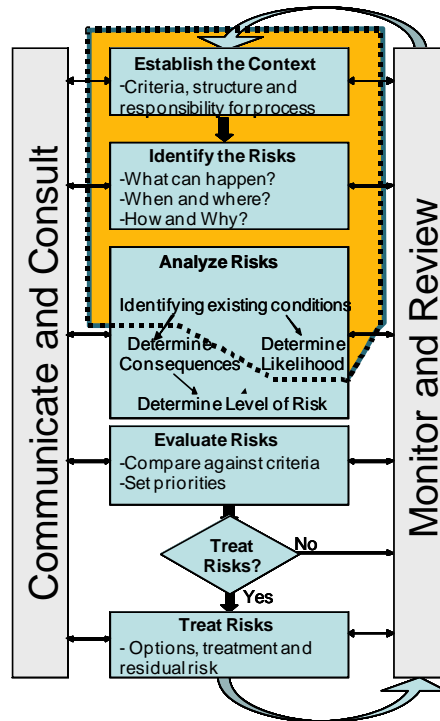 Communicate and Consult
Establish the Context
-Criteria, structure and
responsibility for process
Identify the Risks
-What can happen?
-When and where?
-How and Why?
Analyze Risks
Identifying existing conditions
Determine
Consequences
Determine
Likelihood
Determine Level of Risk
Evaluate Risks
-Compare against criteria
-Set priorities
Treat
Risks?
No
Yes
Treat Risks
- Options, treatment and
residual risk
Monitor and Review